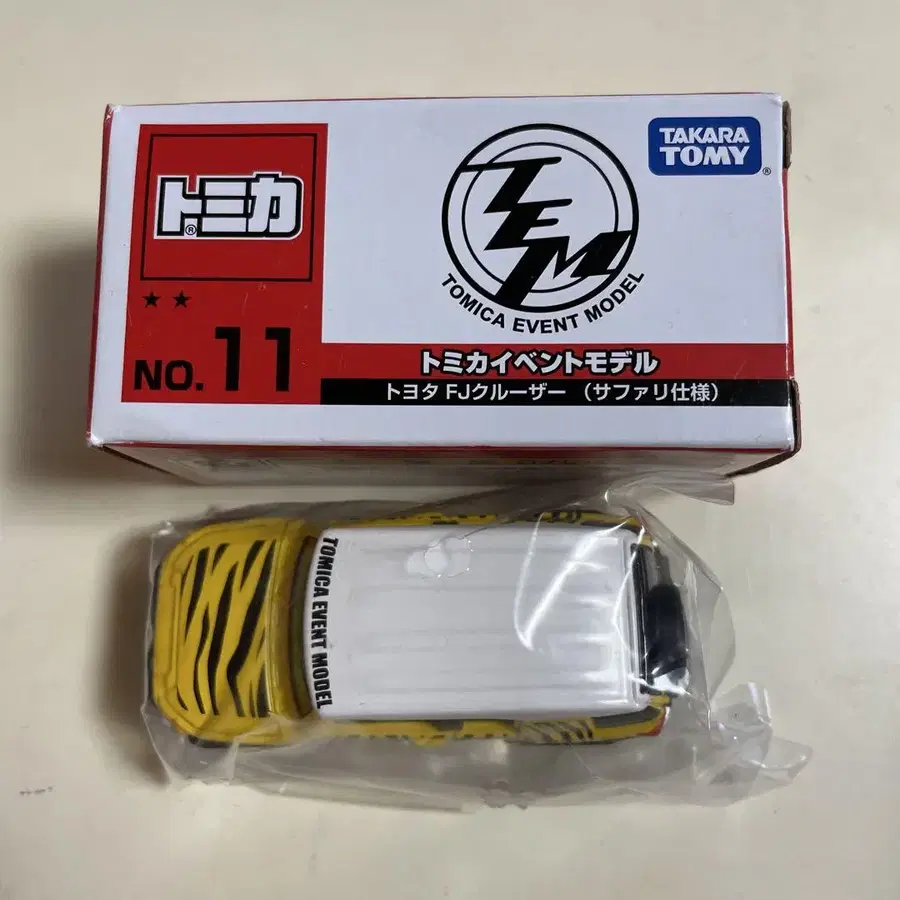 トミカ
®
★★
NO.11
TEM
TOMICA EVENT MODEL
TAKARA
TOMY
®
トミカイベントモデル
トヨタ FJクルーザー （サファリ仕様）
TOMICA EVENT MODEL